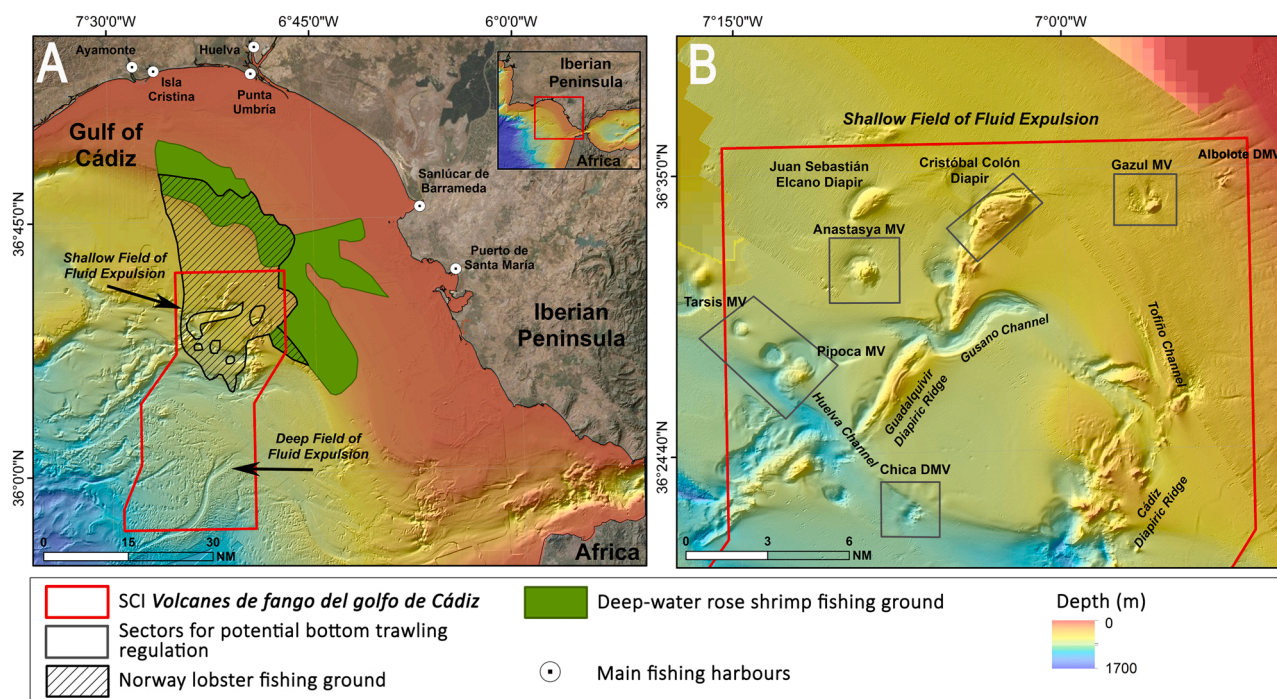 7°30'0"W
6°45'0"W
6°0'0"W
36°45'0"N
36°0'0"N
A
Ayamonte
Huelva
Isla
Cristina
Punta
Umbría
Gulf of
Cádiz
Iberian
Peninsula
Africa
Sanlúcar de
Barrameda
Puerto de
Santa María
Shallow Field of
Fluid Expulsion
Iberian
Peninsula
Deep Field of
Fluid Expulsion
Africa
0
15
30
NM
7°15'0"W
7°0'0"W
36°35'0"N
36°24'40"N
B
Shallow Field of Fluid Expulsion
Juan Sebastián
Elcano Diapir
Cristóbal Colón
Diapir
Gazul MV
Albolote DMV
Anastasya MV
Tarsis MV
Pipoca MV
Gusano Channel
Tofiño Channel
Guadalquivir
Diapiric Ridge
Huelva Channel
Chica DMV
Cádiz
Diapiric Ridge
0
3
6
NM
SCI Volcanes de fango del golfo de Cádiz
Sectors for potential bottom trawling
regulation
Norway lobster fishing ground
Deep-water rose shrimp fishing ground
Main fishing harbours
Depth (m)
0
1700